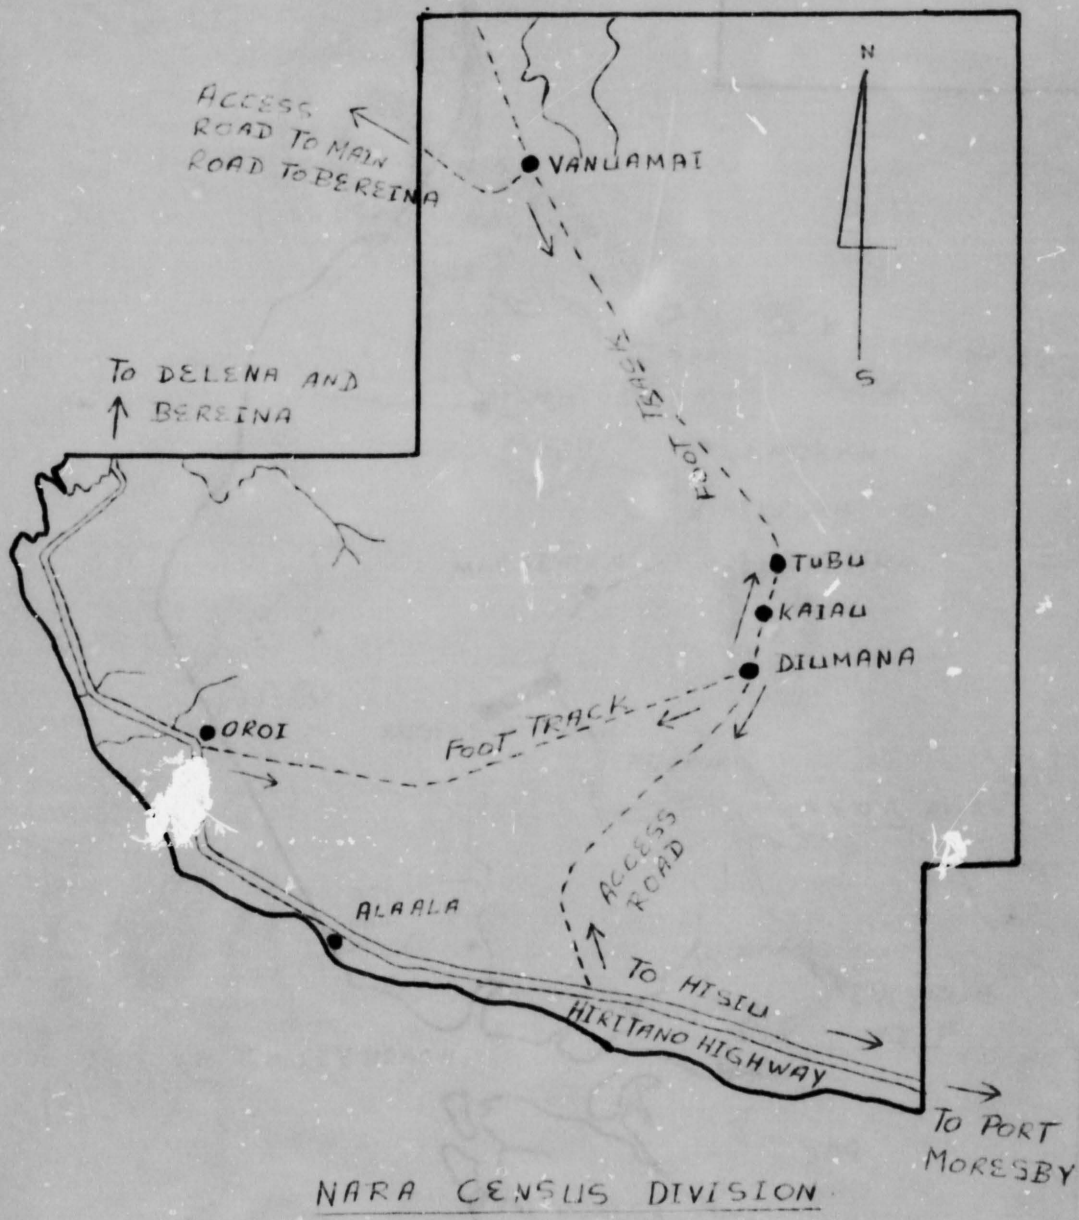 N
ACCESS
ROAD TO MAIN
ROAD TO BEREINA
VANUAMAI
S
FOOT TRACK
TO DELENA AND
BEREINA
TUBU
KAIAU
DIUMANA
OROI
FOOT TRACK
ACCESS
ROAD
ALAALA
TO HISIU
HIRITANO HIGHWAY
TO PORT
MORESBY
NARA CENSUS DIVISION